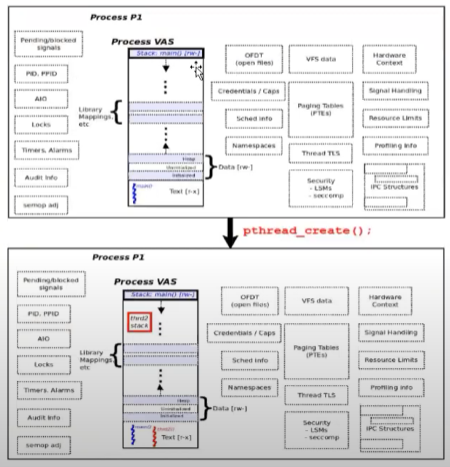 Process P1
Pending/blocked
signals
PID, PPID
AIO
Locks
Timers, Alarms
Audit Info
semop adj
Process VAS
Stack: main() [rw-]
Library
Mappings,
etc
Heap
Uninitialized
Initialized
Data [rw-]
Text [r-x]
OFDT
(open files)
VFS data
Hardware
Context
Credentials / Caps
Paging Tables
(PTEs)
Signal Handling
Sched Info
Resource Limits
Namespaces
Thread TLS
Profiling Info
Security
- LSMs
- seccomp
IPC Structures
pthread_create();
Process P1
Pending/blocked
signals
PID, PPID
AIO
Locks
Timers, Alarms
Audit Info
semop adj
Process VAS
Stack: main() [rw-]
thrd2
stack
Library
Mappings,
etc
Heap
Uninitialized
Initialized
Data [rw-]
Text [r-x]
OFDT
(open files)
VFS data
Hardware
Context
Credentials / Caps
Paging Tables
(PTEs)
Signal Handling
Sched Info
Resource Limits
Namespaces
Thread TLS
Profiling Info
Security
- LSMs
- seccomp
IPC Structures